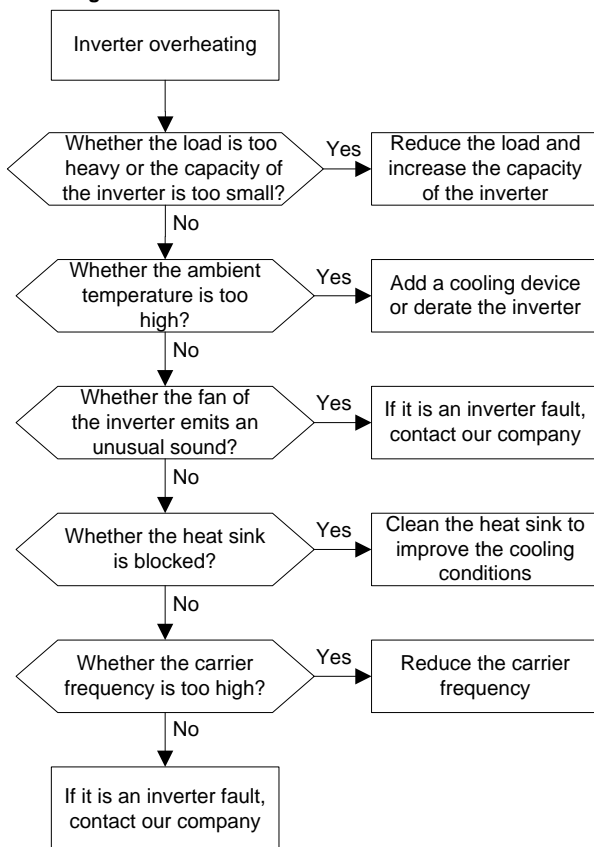 Inverter overheating
Whether the load is too
heavy or the capacity of
the inverter is too small?
Yes
Reduce the load and
increase the capacity
of the inverter
No
Whether the ambient
temperature is too
high?
Yes
Add a cooling device
or derate the inverter
No
Whether the fan of
the inverter emits an
unusual sound?
Yes
If it is an inverter fault,
contact our company
No
Whether the heat sink
is blocked?
Yes
Clean the heat sink to
improve the cooling
conditions
No
Whether the carrier
frequency is too high?
Yes
Reduce the carrier
frequency
No
If it is an inverter fault,
contact our company